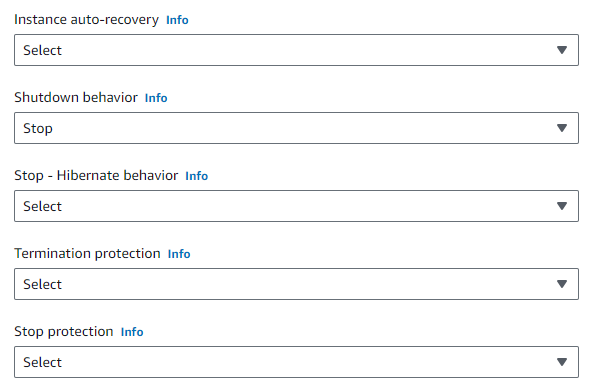 Instance auto-recovery Info
Select
Shutdown behavior Info
Stop
Stop - Hibernate behavior Info
Select
Termination protection Info
Select
Stop protection Info
Select